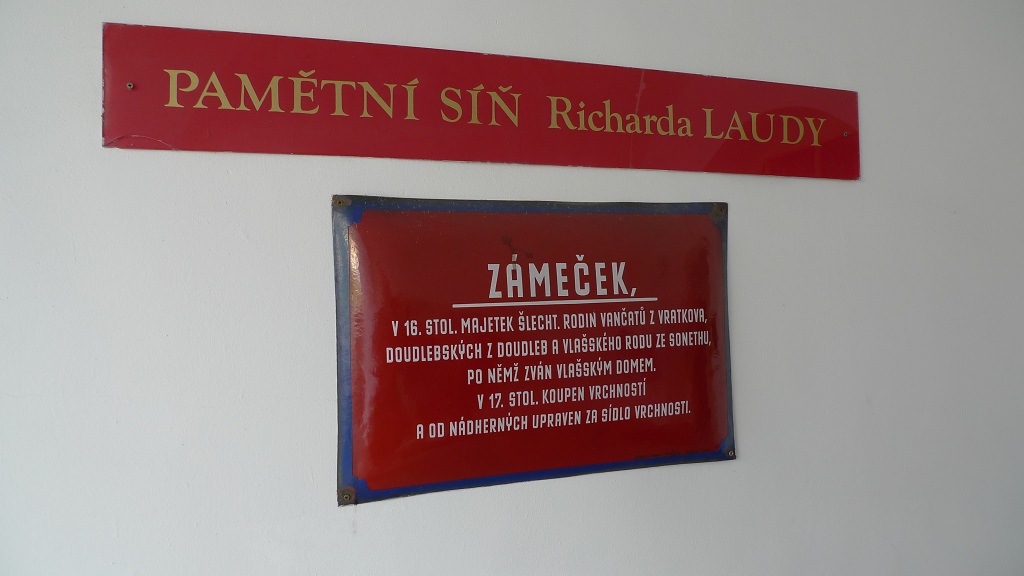 PAMĚTNÍ SÍŇ Richarda LAUDY
ZÁMEČEK,
V 16. STOL. MAJETEK ŠLECHT. RODIN VANČATŮ Z VRATKOVA,
DOUDLEBSKÝCH Z DOUDLEB A VLAŠSKÉHO RODU ZE SONETHU,
PO NĚMŽ ZVÁN VLAŠSKÝM DOMEM.
V 17. STOL. KOUPEN VRCHNOSTÍ
A OD NÁDHERNÝCH UPRAVEN ZA SÍDLO VRCHNOSTI.